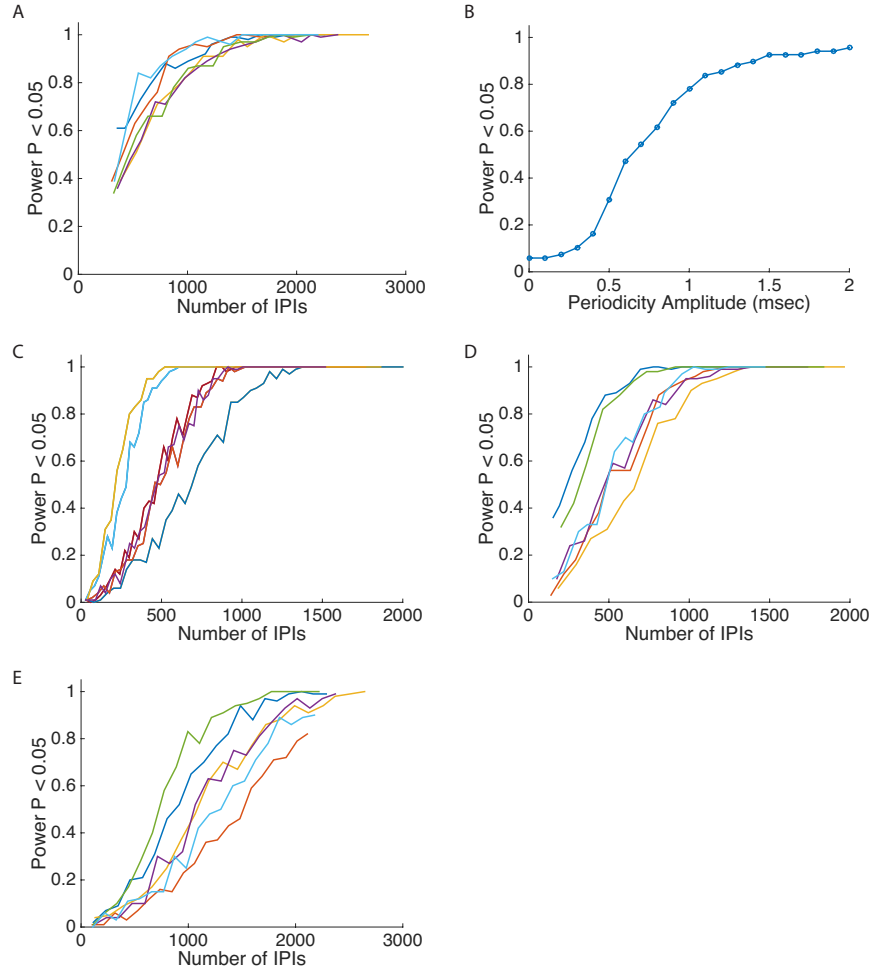 A
Power P < 0.05
1
0.8
0.6
0.4
0.2
0
0 1000 2000 3000
Number of IPIs
B
Power P < 0.05
1
0.8
0.6
0.4
0.2
0
0 0.5 1 1.5 2
Periodicity Amplitude (msec)
C
Power P < 0.05
1
0.8
0.6
0.4
0.2
0
0 500 1000 1500 2000
Number of IPIs
D
Power P < 0.05
1
0.8
0.6
0.4
0.2
0
0 500 1000 1500 2000
Number of IPIs
E
Power P < 0.05
1
0.8
0.6
0.4
0.2
0
0 1000 2000 3000
Number of IPIs